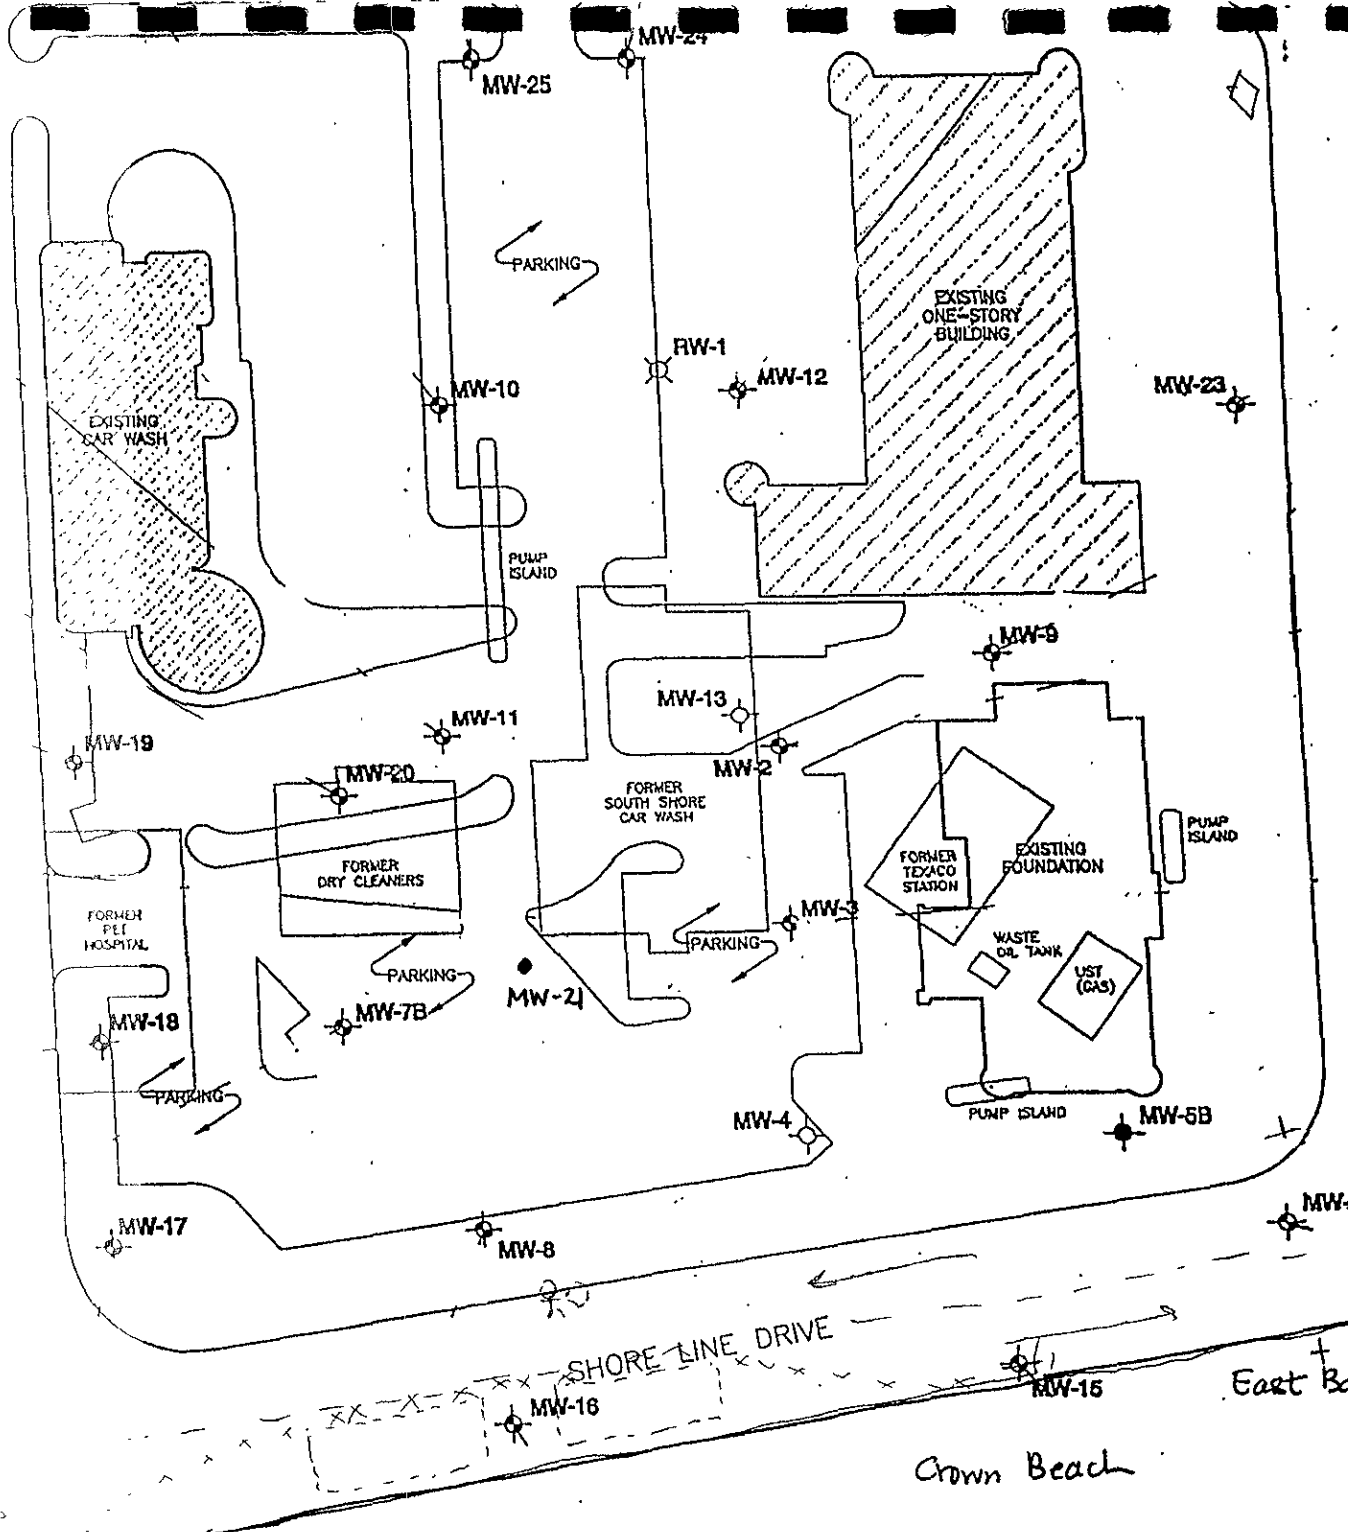 MW-24
MW-25
PARKING
EXISTING
ONE-STORY
BUILDING
RW-1
MW-12
MW-23
MW-10
EXISTING
CAR WASH
PUMP
ISLAND
MW-9
MW-13
MW-11
MW-19
MW-2
MW-20
FORMER
SOUTH SHORE
CAR WASH
PUMP
ISLAND
EXISTING
FOUNDATION
FORMER
TEXACO
STATION
FORMER
DRY CLEANERS
MW-3
FORMER
PET
HOSPITAL
PARKING
WASTE
OIL TANK
PARKING
UST
(GAS)
MW-21
MW-7B
MW-18
PARKING
PUMP ISLAND
MW-4
MW-5B
MW-17
MW-
MW-8
SHORE LINE DRIVE
MW-15
East
MW-16
Crown Beach